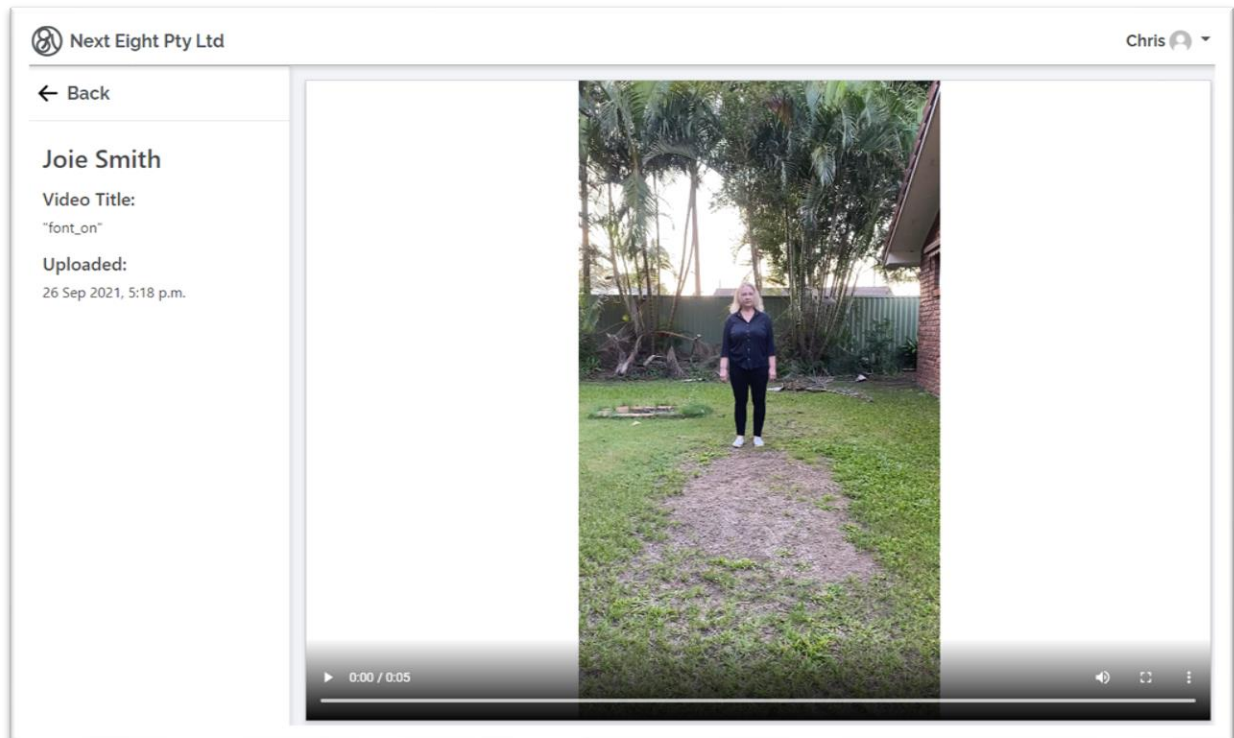 Next Eight Pty Ltd
Chris
← Back
Joie Smith
Video Title:
"font_on"
Uploaded:
26 Sep 2021, 5:18 p.m.
0:00 / 0:05